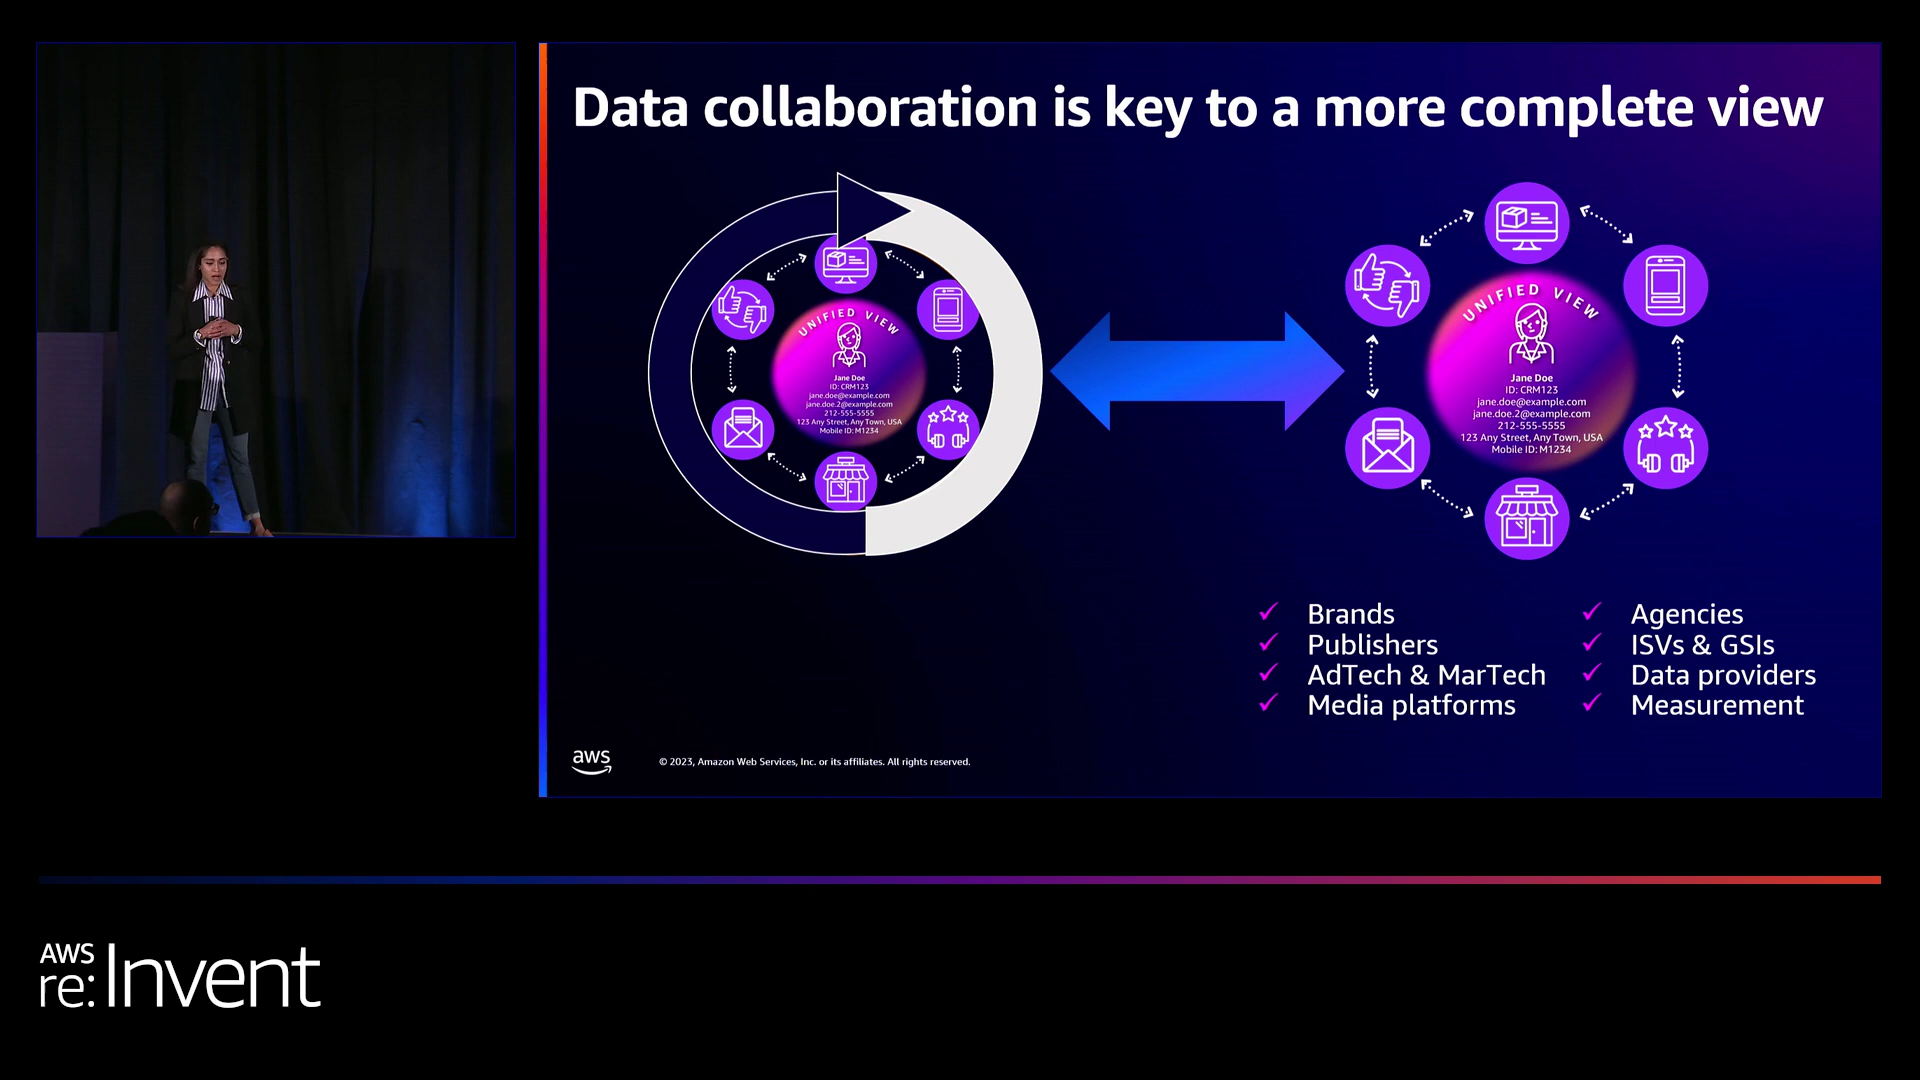 Data collaboration is key to a more complete view
UNIFIED VIEW
Jane Doe
ID: CRM123
jane.doe@example.com
jane.doe.2@example.com
212-555-5555
123 Any Street, Any Town, USA
Mobile ID: M1234
UNIFIED VIEW
Jane Doe
ID: CRM123
jane.doe@example.com
jane.doe.2@example.com
212-555-5555
123 Any Street, Any Town, USA
Mobile ID: M1234
✓ Brands
✓ Publishers
✓ AdTech & MarTech
✓ Media platforms
✓ Agencies
✓ ISVs & GSIs
✓ Data providers
✓ Measurement
aws
© 2023, Amazon Web Services, Inc. or its affiliates. All rights reserved.
AWS
re:Invent